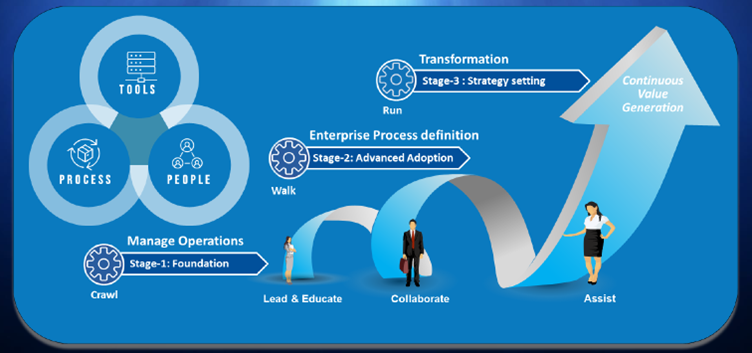 TOOLS
PROCESS
PEOPLE
Transformation
Stage-3 : Strategy setting
Run
Continuous
Value
Generation
Enterprise Process definition
Stage-2: Advanced Adoption
Walk
Manage Operations
Stage-1: Foundation
Crawl
Lead & Educate
Collaborate
Assist